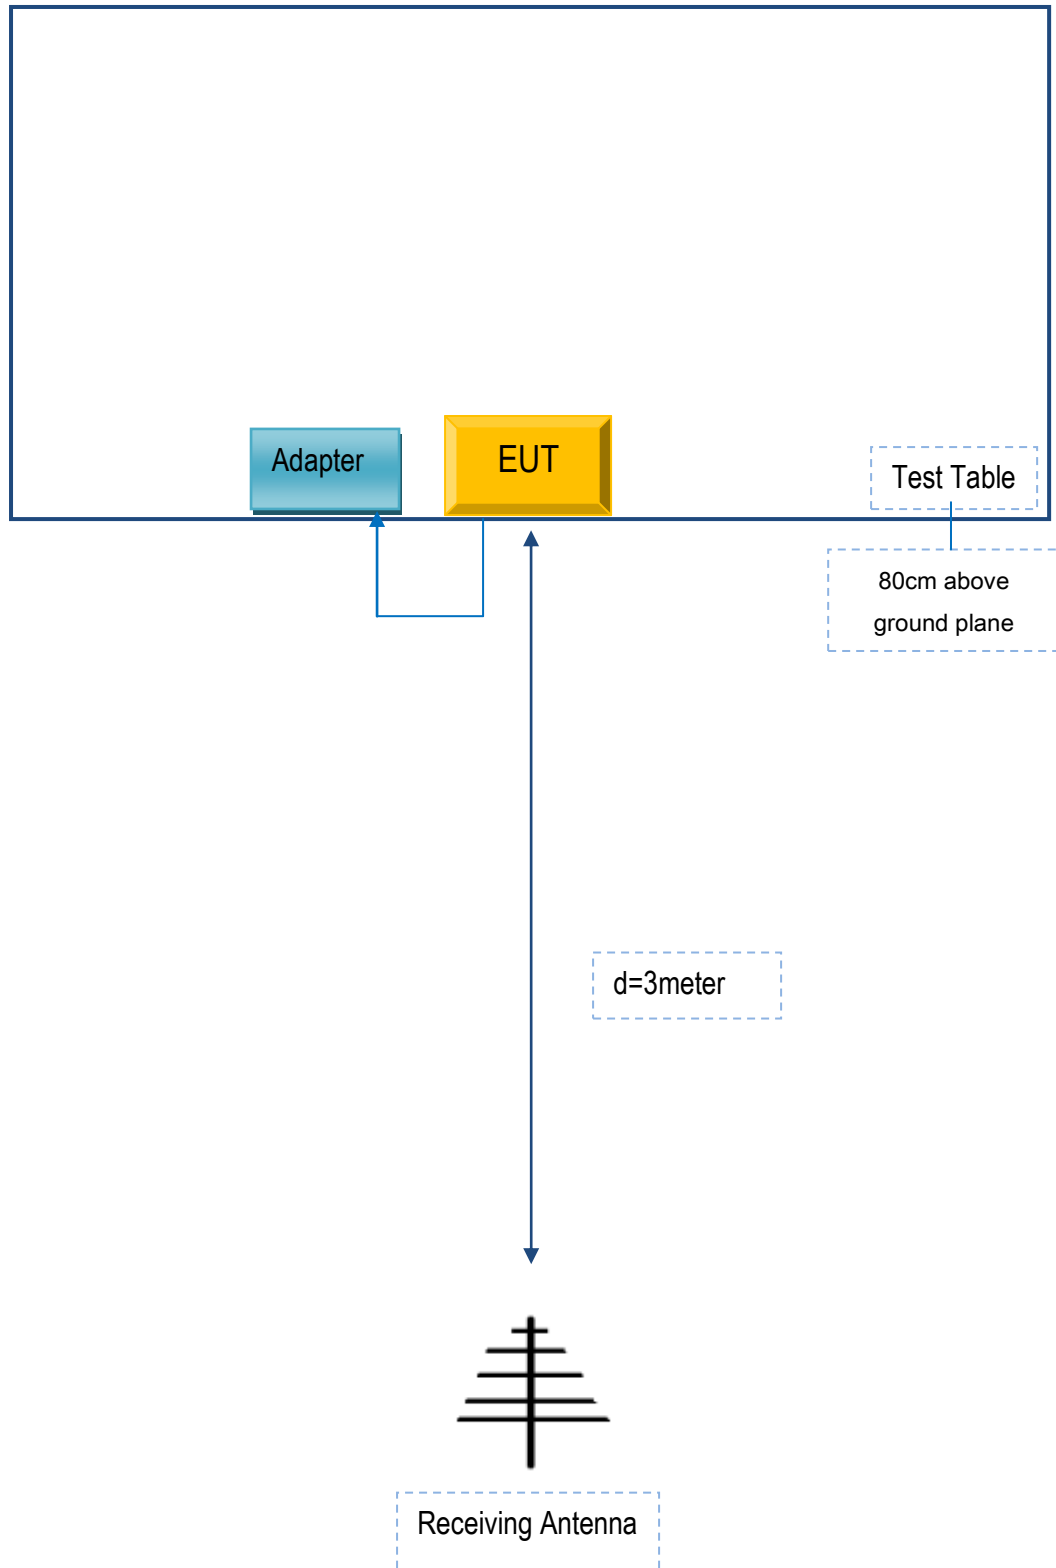 Adapter
EUT
Test Table
80cm above
ground plane
d=3meter
Receiving Antenna